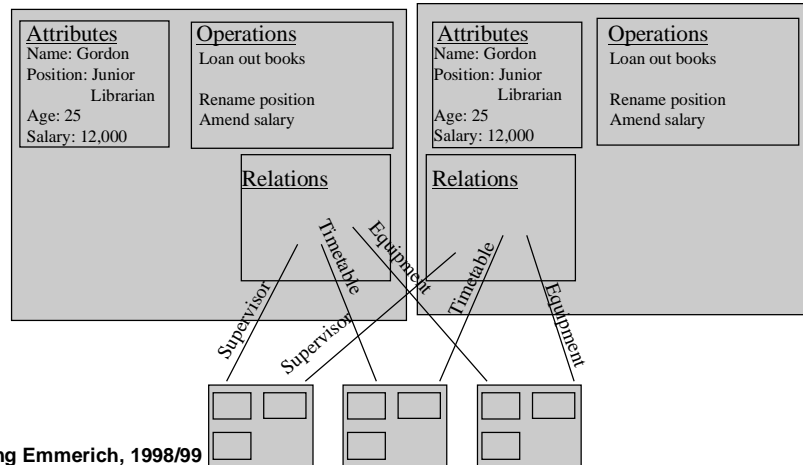 Attributes
Name: Gordon
Position: Junior
Librarian
Age: 25
Salary: 12,000
Operations
Loan out books
Rename position
Amend salary
Relations
Attributes
Name: Gordon
Position: Junior
Librarian
Age: 25
Salary: 12,000
Operations
Loan out books
Rename position
Amend salary
Relations
Supervisor
Timetable
Equipment
Supervisor
Timetable
Equipment
ng Emmerich, 1998/99